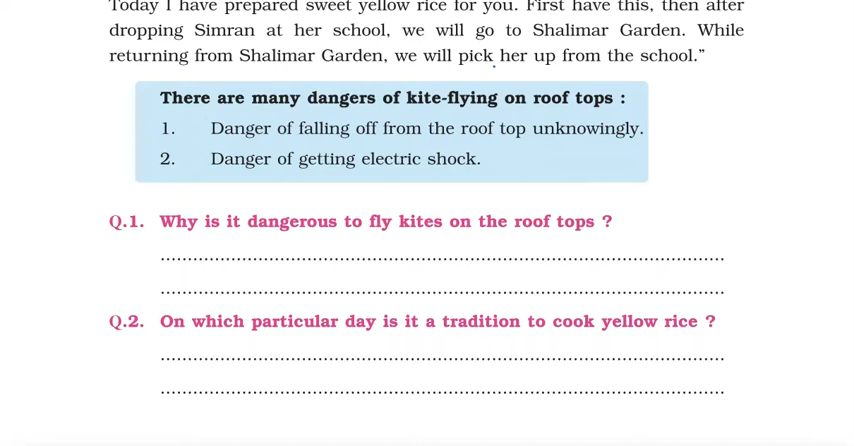 Today I have prepared sweet yellow rice for you. First have this, then after
dropping Simran at her school, we will go to Shalimar Garden. While
returning from Shalimar Garden, we will pick her up from the school.”
There are many dangers of kite-flying on roof tops :
1. Danger of falling off from the roof top unknowingly.
2. Danger of getting electric shock.
Q.1. Why is it dangerous to fly kites on the roof tops ?
........................................................................................................
........................................................................................................
Q.2. On which particular day is it a tradition to cook yellow rice ?
........................................................................................................
........................................................................................................